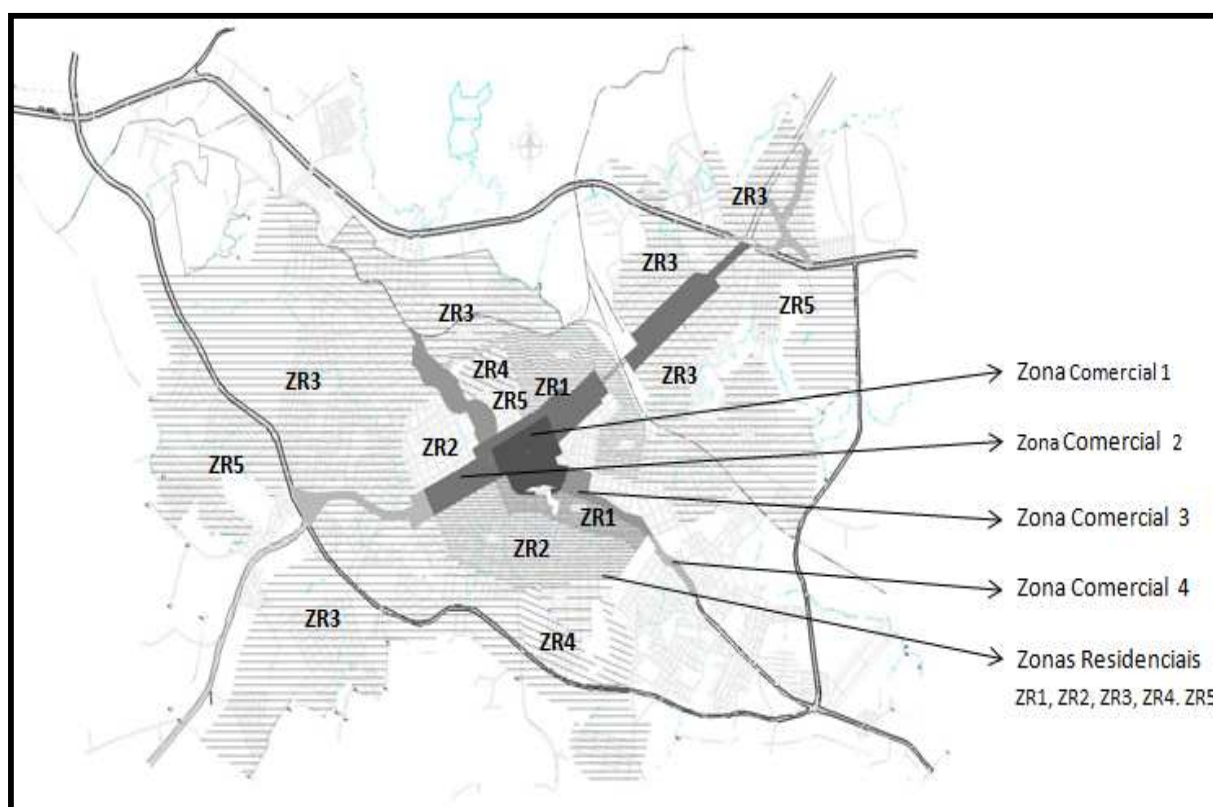 ZR3
ZR3
ZR5
ZR3
ZR4
ZR1
ZR3
ZR3
ZR5
Zona Comercial 1
ZR2
Zona Comercial 2
ZR5
ZR1
Zona Comercial 3
ZR2
Zona Comercial 4
ZR3
ZR4
Zonas Residenciais
ZR1, ZR2, ZR3, ZR4. ZR5